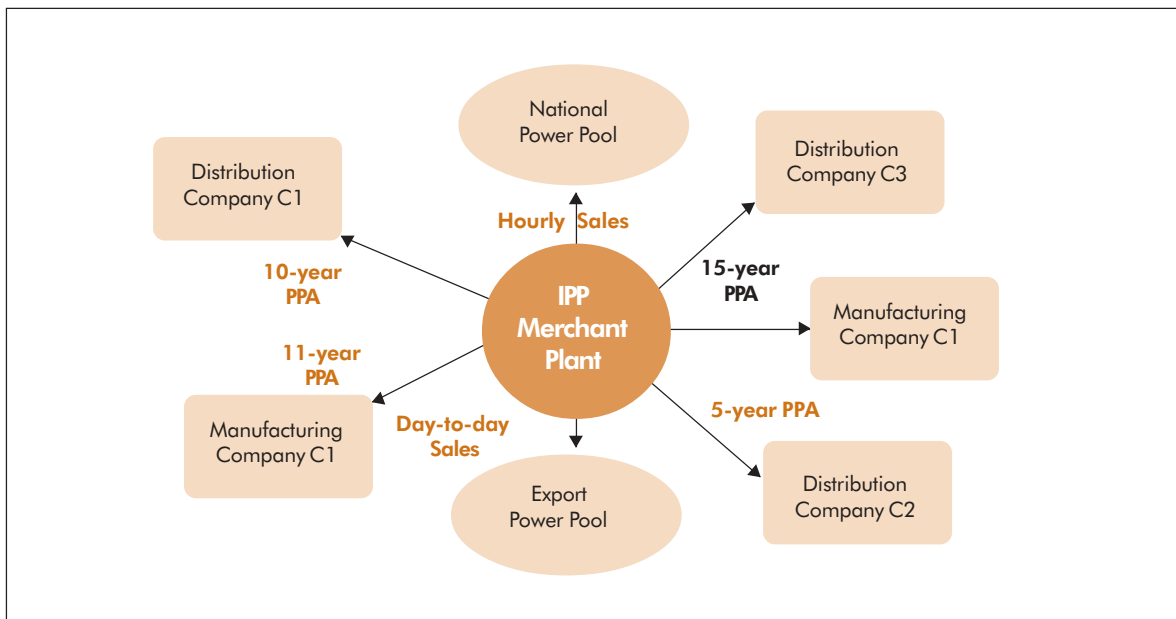 National
Power Pool
Distribution
Company C1
Distribution
Company C3
Hourly Sales
10-year
PPA
IPP
Merchant
Plant
15-year
PPA
Manufacturing
Company C1
11-year
PPA
Manufacturing
Company C1
Day-to-day
Sales
5-year PPA
Export
Power Pool
Distribution
Company C2